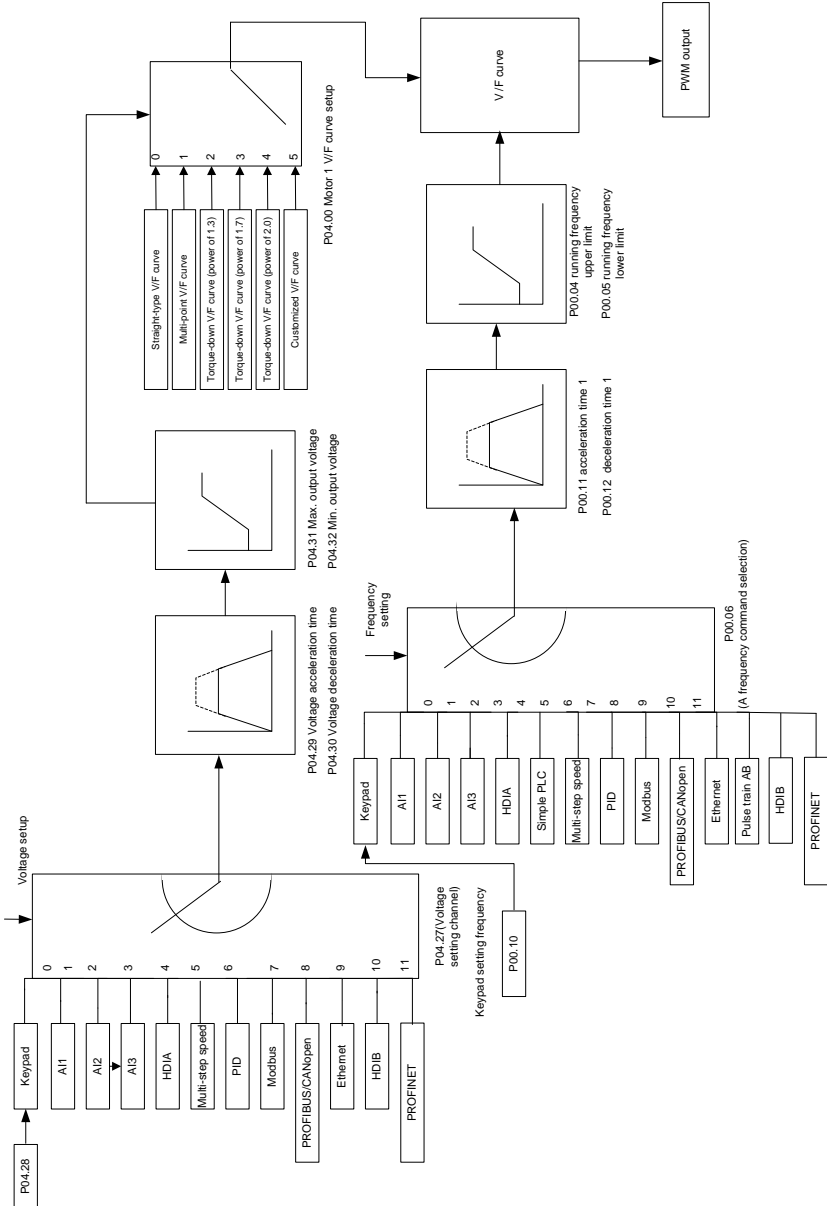 Voltage setup
P04.28
Keypad
AI1
AI2
AI3
HDIA
Multi-step speed
PID
Modbus
PROFIBUS/CANopen
Ethernet
HDIB
PROFINET
0
1
2
3
4
5
6
7
8
9
10
11
P04.27(Voltage
setting channel)
P04.29 Voltage acceleration time
P04.30 Voltage deceleration time
P04.31 Max. output voltage
P04.32 Min. output voltage
Straight-type V/F curve
Multi-point V/F curve
Torque-down V/F curve (power of 1.3)
Torque-down V/F curve (power of 1.7)
Torque-down V/F curve (power of 2.0)
Customized V/F curve
0
1
2
3
4
5
P04.00 Motor 1 V/F curve setup
Keypad setting frequency
P00.10
Frequency
setting
Keypad
AI1
AI2
AI3
HDIA
Simple PLC
Multi-step speed
PID
Modbus
PROFIBUS/CANopen
Ethernet
Pulse train AB
HDIB
PROFINET
0
1
2
3
4
5
6
7
8
9
10
11
P00.06
(A frequency command selection)
P00.11 acceleration time 1
P00.12 deceleration time 1
P00.04 running frequency
upper limit
P00.05 running frequency
lower limit
V/F curve
PWM output